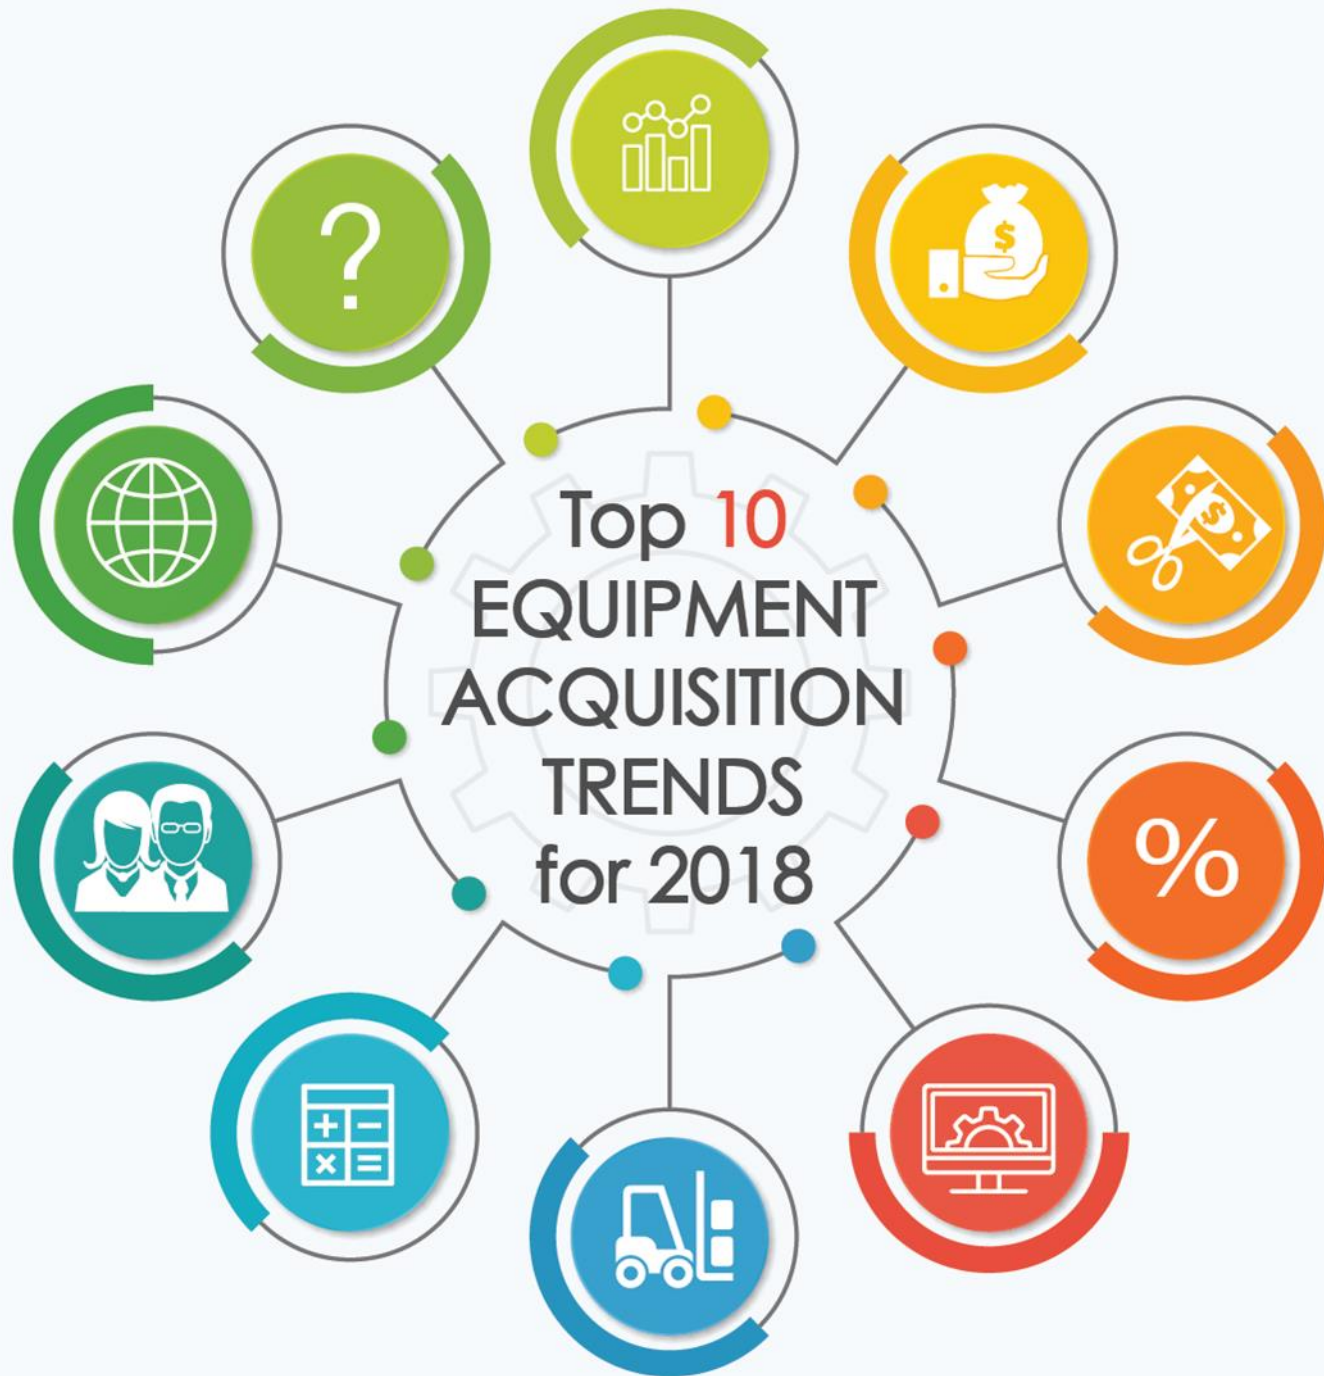 Top 10
EQUIPMENT
ACQUISITION
TRENDS
for 2018
?
$
$
%
+ -
× =